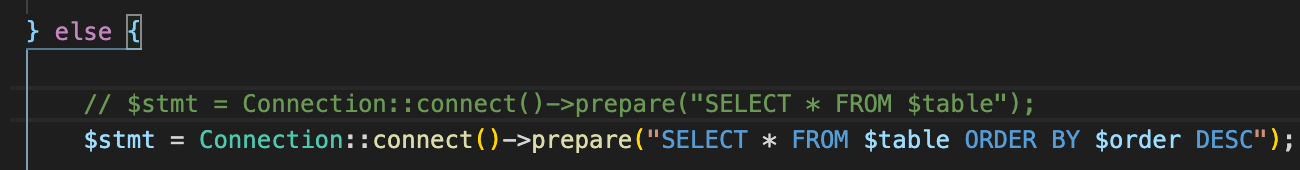 } else {
// $stmt = Connection::connect()->prepare("SELECT * FROM $table");
$stmt = Connection::connect()->prepare("SELECT * FROM $table ORDER BY $order DESC");